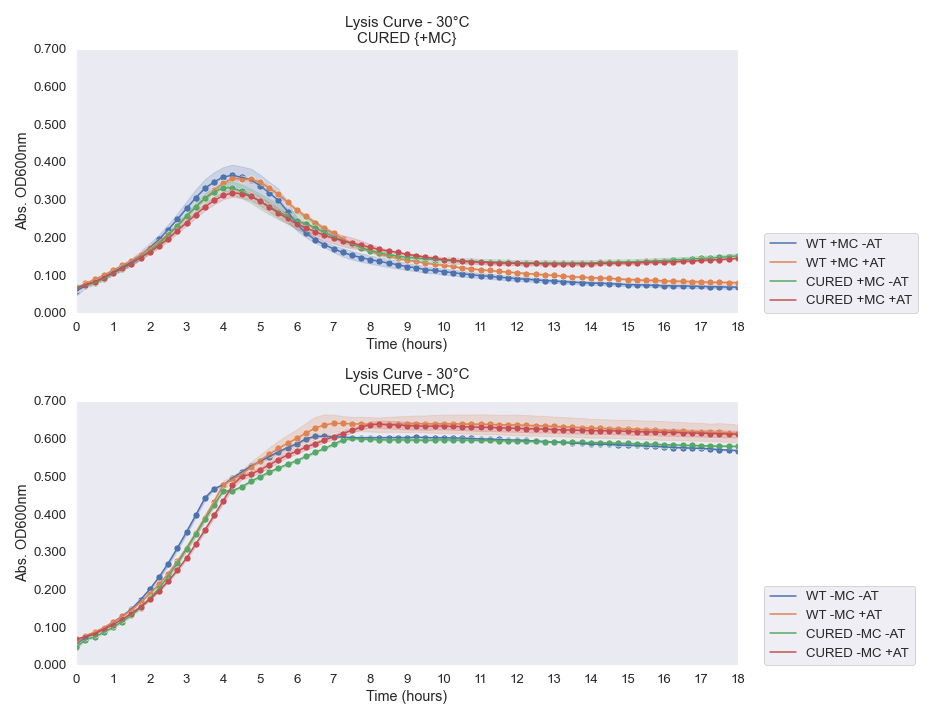 Lysis Curve - 30°C
CURED {+MC}
0.700
0.600
0.500
0.400
0.300
0.200
0.100
0.000
Abs. OD600nm
0 1 2 3 4 5 6 7 8 9 10 11 12 13 14 15 16 17 18
Time (hours)
WT +MC -AT
WT +MC +AT
CURED +MC -AT
CURED +MC +AT
Lysis Curve - 30°C
CURED {-MC}
0.700
0.600
0.500
0.400
0.300
0.200
0.100
0.000
Abs. OD600nm
0 1 2 3 4 5 6 7 8 9 10 11 12 13 14 15 16 17 18
Time (hours)
WT -MC -AT
WT -MC +AT
CURED -MC -AT
CURED -MC +AT